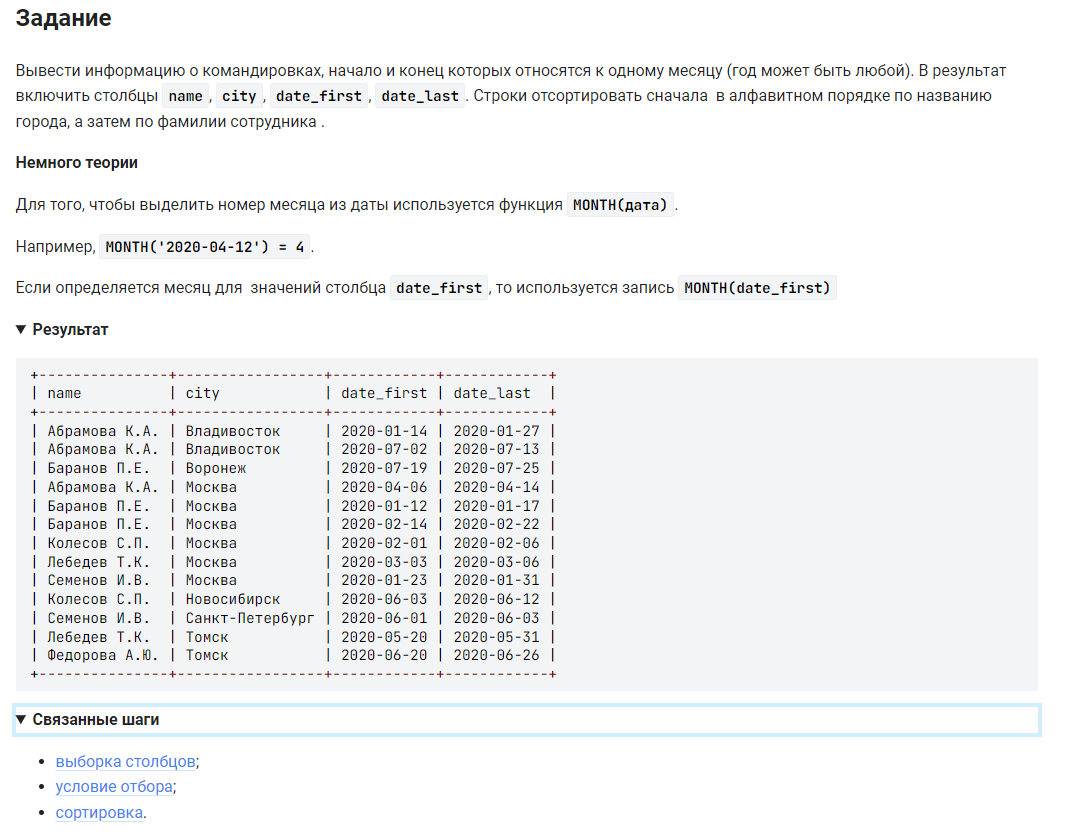 Задание
Вывести информацию о командировках, начало и конец которых относятся к одному месяцу (год может быть любой). В результат
включить столбцы name, city, date_first, date_last. Строки отсортировать сначала  в алфавитном порядке по названию
города, а затем по фамилии сотрудника .
Немного теории
Для того, чтобы выделить номер месяца из даты используется функция MONTH(дата).
Например, MONTH('2020-04-12') = 4.
Если определяется месяц для  значений столбца date_first, то используется запись MONTH(date_first)
▼ Результат
+---------------+-----------------+------------+------------+
| name          | city            | date_first | date_last  |
+---------------+-----------------+------------+------------+
| Абрамова К.А. | Владивосток     | 2020-01-14 | 2020-01-27 |
| Абрамова К.А. | Владивосток     | 2020-07-02 | 2020-07-13 |
| Баранов П.Е.  | Воронеж         | 2020-07-19 | 2020-07-25 |
| Абрамова К.А. | Москва          | 2020-04-06 | 2020-04-14 |
| Баранов П.Е.  | Москва          | 2020-01-12 | 2020-01-17 |
| Баранов П.Е.  | Москва          | 2020-02-14 | 2020-02-22 |
| Колесов С.П.  | Москва          | 2020-02-01 | 2020-02-06 |
| Лебедев Т.К.  | Москва          | 2020-03-03 | 2020-03-06 |
| Семенов И.В.  | Москва          | 2020-01-23 | 2020-01-31 |
| Колесов С.П.  | Новосибирск     | 2020-06-03 | 2020-06-12 |
| Семенов И.В.  | Санкт-Петербург | 2020-06-01 | 2020-06-03 |
| Лебедев Т.К.  | Томск           | 2020-05-20 | 2020-05-31 |
| Федорова А.Ю. | Томск           | 2020-06-20 | 2020-06-26 |
+---------------+-----------------+------------+------------+
▼ Связанные шаги
• выборка столбцов;
• условие отбора;
• сортировка.